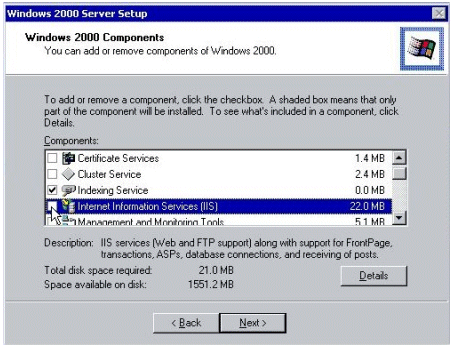 Windows 2000 Server Setup
Windows 2000 Components
You can add or remove components of Windows 2000.
To add or remove a component, click the checkbox. A shaded box means that only
part of the component will be installed. To see what's included in a component, click
Details.
Components:
Certificate Services 1.4 MB
Cluster Service 2.4 MB
Indexing Service 0.0 MB
Internet Information Services (IIS) 22.0 MB
Management and Monitoring Tools 5.1 MB
Description: IIS services (Web and FTP support) along with support for FrontPage,
transactions, ASPs, database connections, and receiving of posts.
Total disk space required: 21.0 MB
Space available on disk: 1551.2 MB
Details
< Back Next >